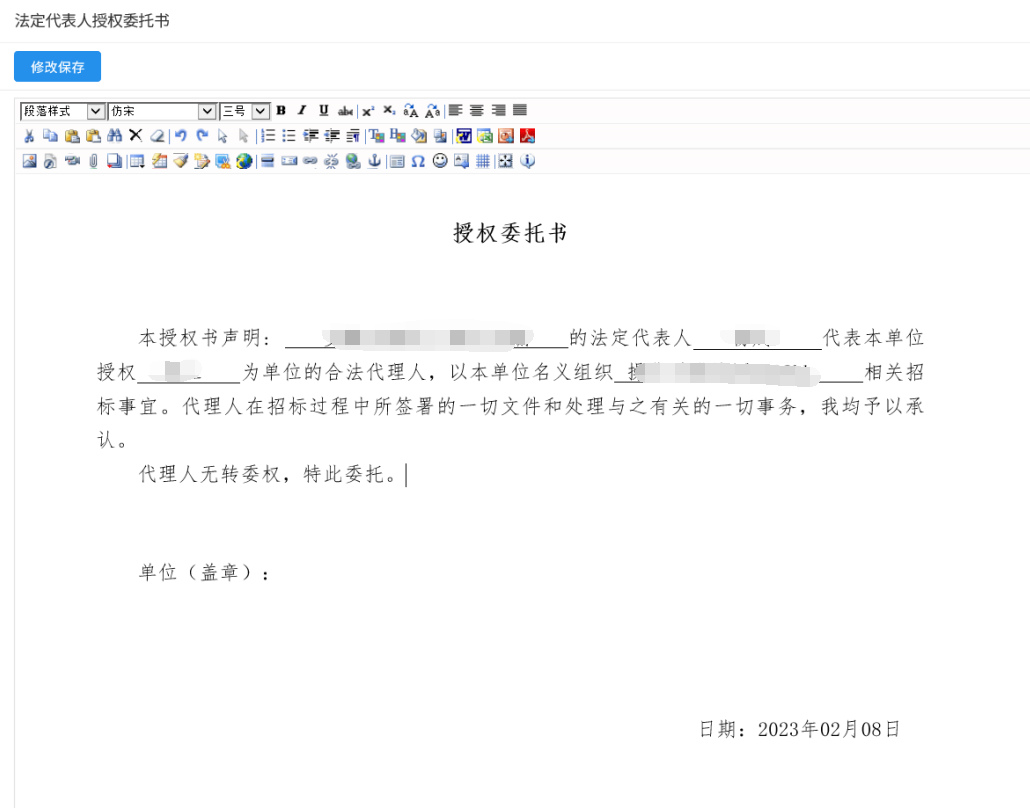 法定代表人授权委托书
修改保存
段落样式 仿宋 三号
授权委托书
本授权书声明： 的法定代表人 代表本单位
授权 为单位的合法代理人，以本单位名义组织 相关招
标事宜。代理人在招标过程中所签署的一切文件和处理与之有关的一切事务，我均予以承
认。
代理人无转委权，特此委托。
单位（盖章）：
日期：2023年02月08日